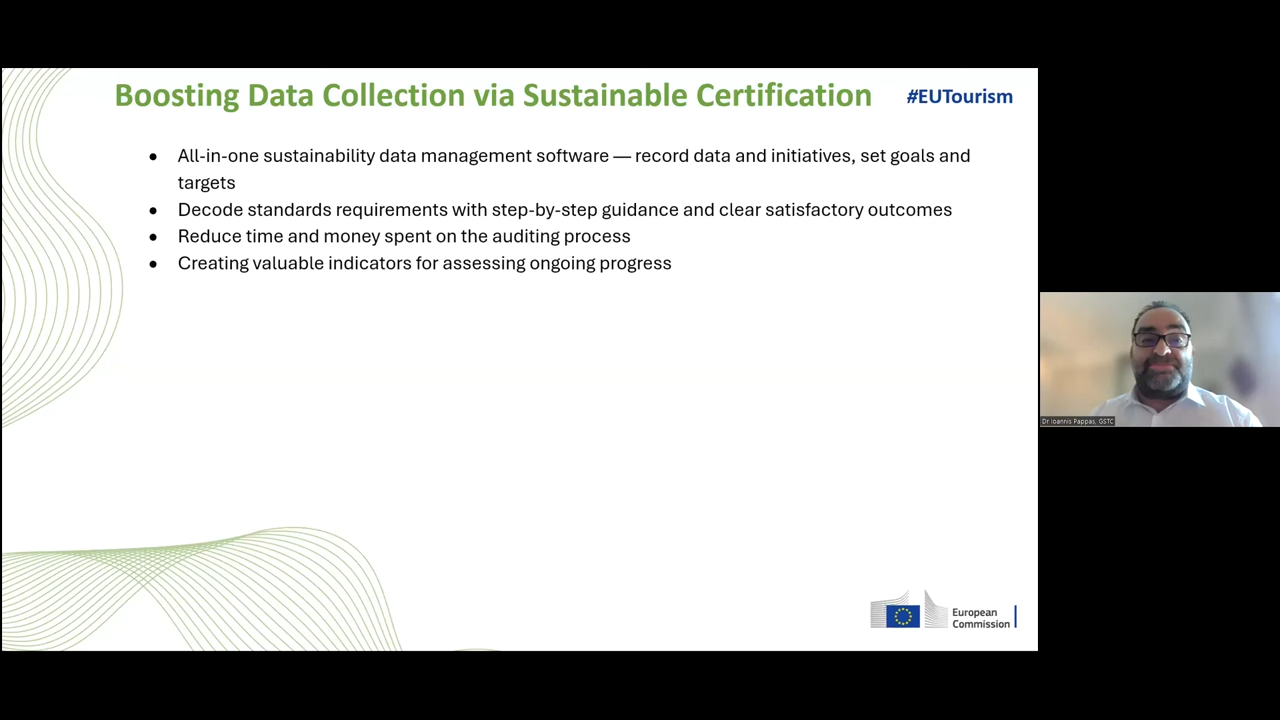 Boosting Data Collection via Sustainable Certification
#EUTourism
● All-in-one sustainability data management software — record data and initiatives, set goals and
targets
● Decode standards requirements with step-by-step guidance and clear satisfactory outcomes
● Reduce time and money spent on the auditing process
● Creating valuable indicators for assessing ongoing progress
Dr Ioannis Pappas, GSTC
European
Commission